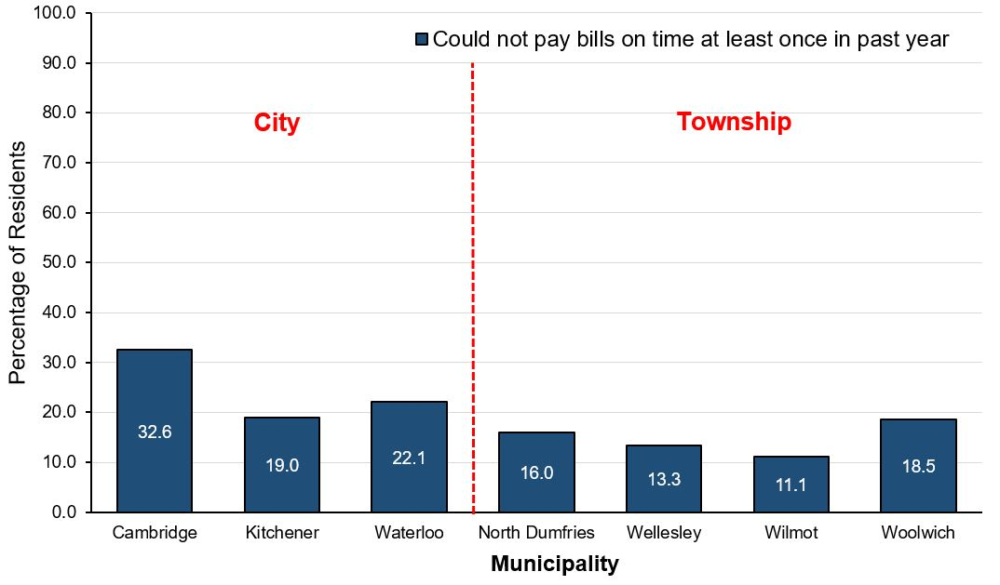 100.0
Could not pay bills on time at least once in past year
90.0
80.0
City
Township
70.0
60.0
50.0
40.0
30.0
20.0
10.0
0.0
Percentage of Residents
32.6
19.0
22.1
16.0
13.3
11.1
18.5
Cambridge
Kitchener
Waterloo
North Dumfries
Wellesley
Wilmot
Woolwich
Municipality